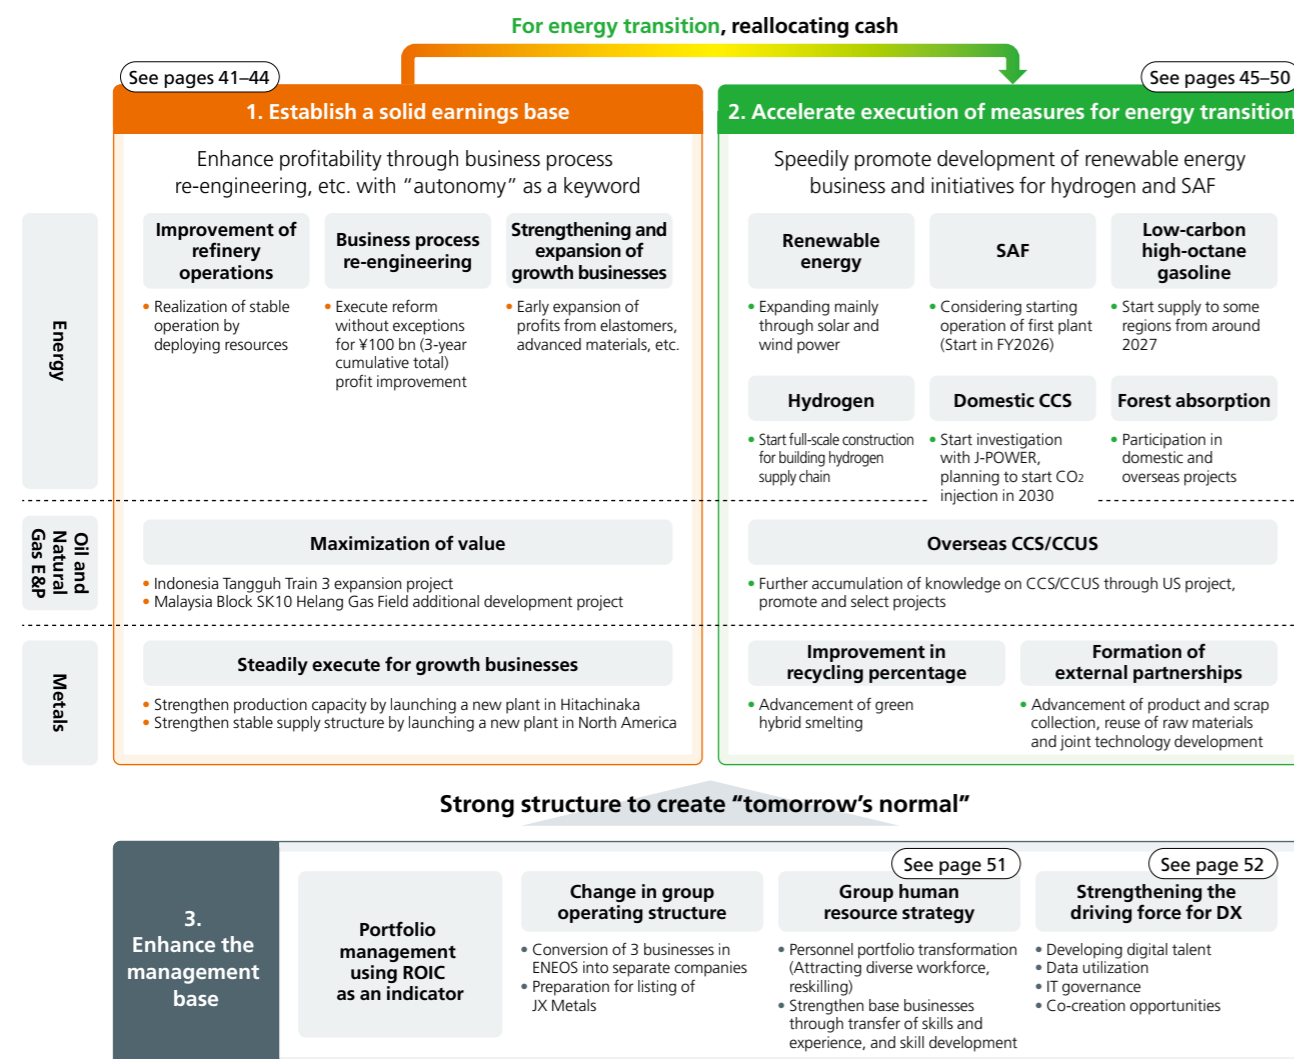 For energy transition, reallocating cash
See pages 41–44
See pages 45–50
1. Establish a solid earnings base
2. Accelerate execution of measures for energy transition
Enhance profitability through business process
re-engineering, etc. with “autonomy” as a keyword
Speedily promote development of renewable energy
business and initiatives for hydrogen and SAF
Energy
Improvement of
refinery
operations
• Realization of stable
operation by
deploying resources
Business process
re-engineering
• Execute reform
without exceptions
for ¥100 bn (3-year
cumulative total)
profit improvement
Strengthening and
expansion of
growth businesses
• Early expansion of
profits from elastomers,
advanced materials, etc.
Renewable
energy
• Expanding mainly
through solar and
wind power
SAF
• Considering starting
operation of first plant
(Start in FY2026)
Low-carbon
high-octane
gasoline
• Start supply to some
regions from around
2027
Hydrogen
• Start full-scale construction
for building hydrogen
supply chain
Domestic CCS
• Start investigation
with J-POWER,
planning to start CO2
injection in 2030
Forest absorption
• Participation in
domestic and
overseas projects
Oil and
Natural
Gas E&P
Maximization of value
• Indonesia Tangguh Train 3 expansion project
• Malaysia Block SK10 Helang Gas Field additional development project
Overseas CCS/CCUS
• Further accumulation of knowledge on CCS/CCUS through US project,
promote and select projects
Metals
Steadily execute for growth businesses
• Strengthen production capacity by launching a new plant in Hitachinaka
• Strengthen stable supply structure by launching a new plant in North America
Improvement in
recycling percentage
• Advancement of green
hybrid smelting
Formation of
external partnerships
• Advancement of product and scrap
collection, reuse of raw materials
and joint technology development
Strong structure to create “tomorrow’s normal”
3.
Enhance the
management
base
Portfolio
management
using ROIC
as an indicator
Change in group
operating structure
• Conversion of 3 businesses in
ENEOS into separate companies
• Preparation for listing of
JX Metals
See page 51
Group human
resource strategy
• Personnel portfolio transformation
(Attracting diverse workforce,
reskilling)
• Strengthen base businesses
through transfer of skills and
experience, and skill development
See page 52
Strengthening the
driving force for DX
• Developing digital talent
• Data utilization
• IT governance
• Co-creation opportunities